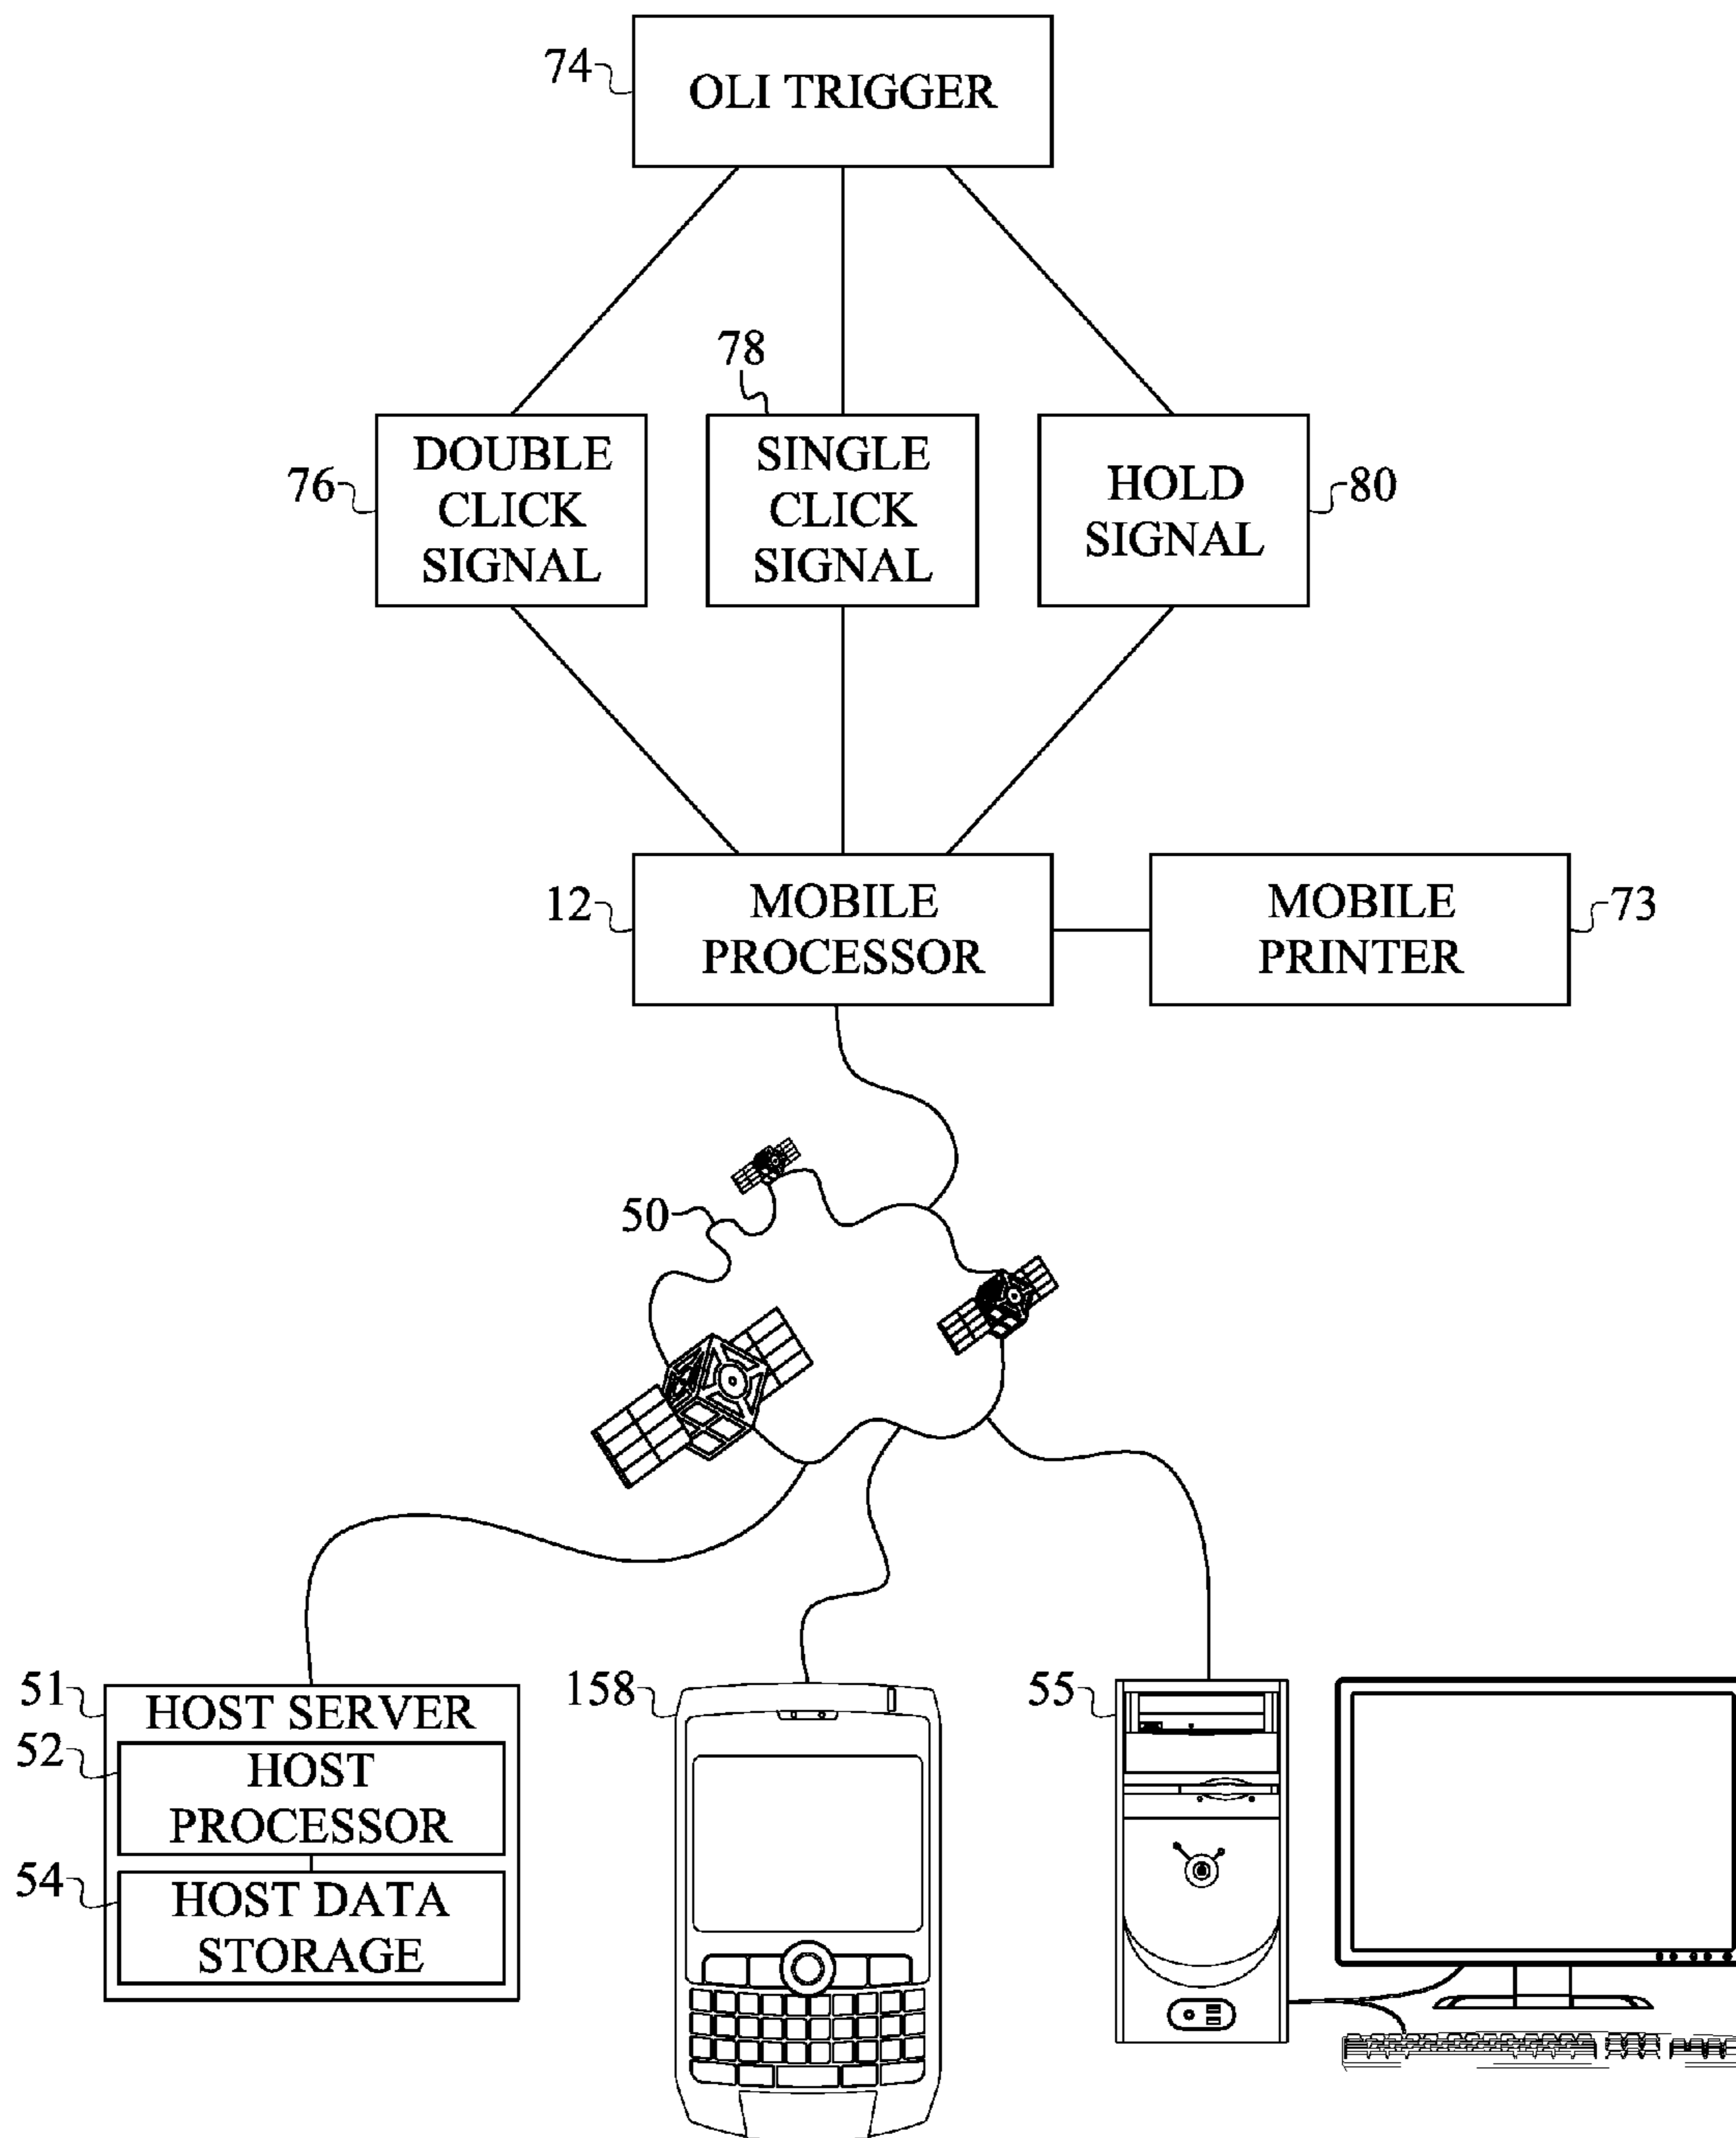 74
OLI TRIGGER
78
76
DOUBLE
CLICK
SIGNAL
SINGLE
CLICK
SIGNAL
HOLD
SIGNAL
80
12
MOBILE
PROCESSOR
MOBILE
PRINTER
73
50
51
HOST SERVER
52
HOST
PROCESSOR
54
HOST DATA
STORAGE
158
55